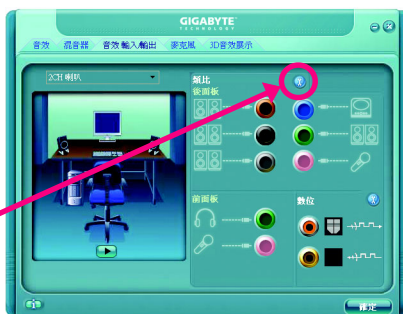 GIGABYTE
TECHNOLOGY
音效 混音器 音效輸入/輸出 麥克風 3D音效展示
2CH 喇叭
類比
後面板
前面板
數位
確定